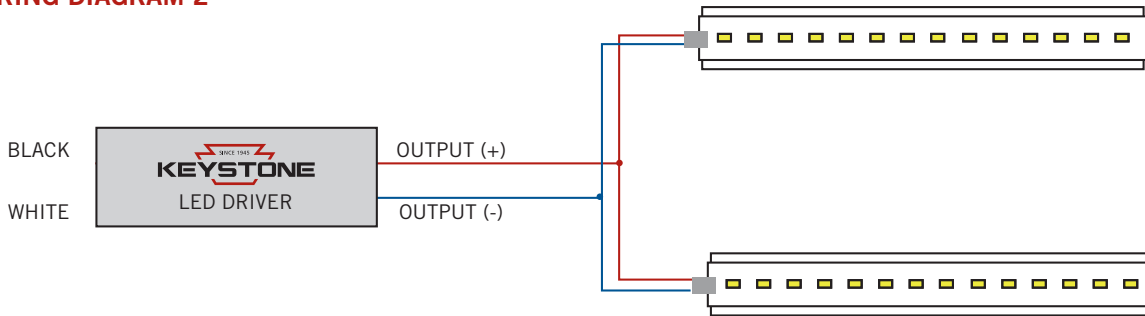 RING DIAGRAM 2
BLACK
SINCE 1945
KEYSTONE
LED DRIVER
OUTPUT (+)
WHITE
OUTPUT (-)